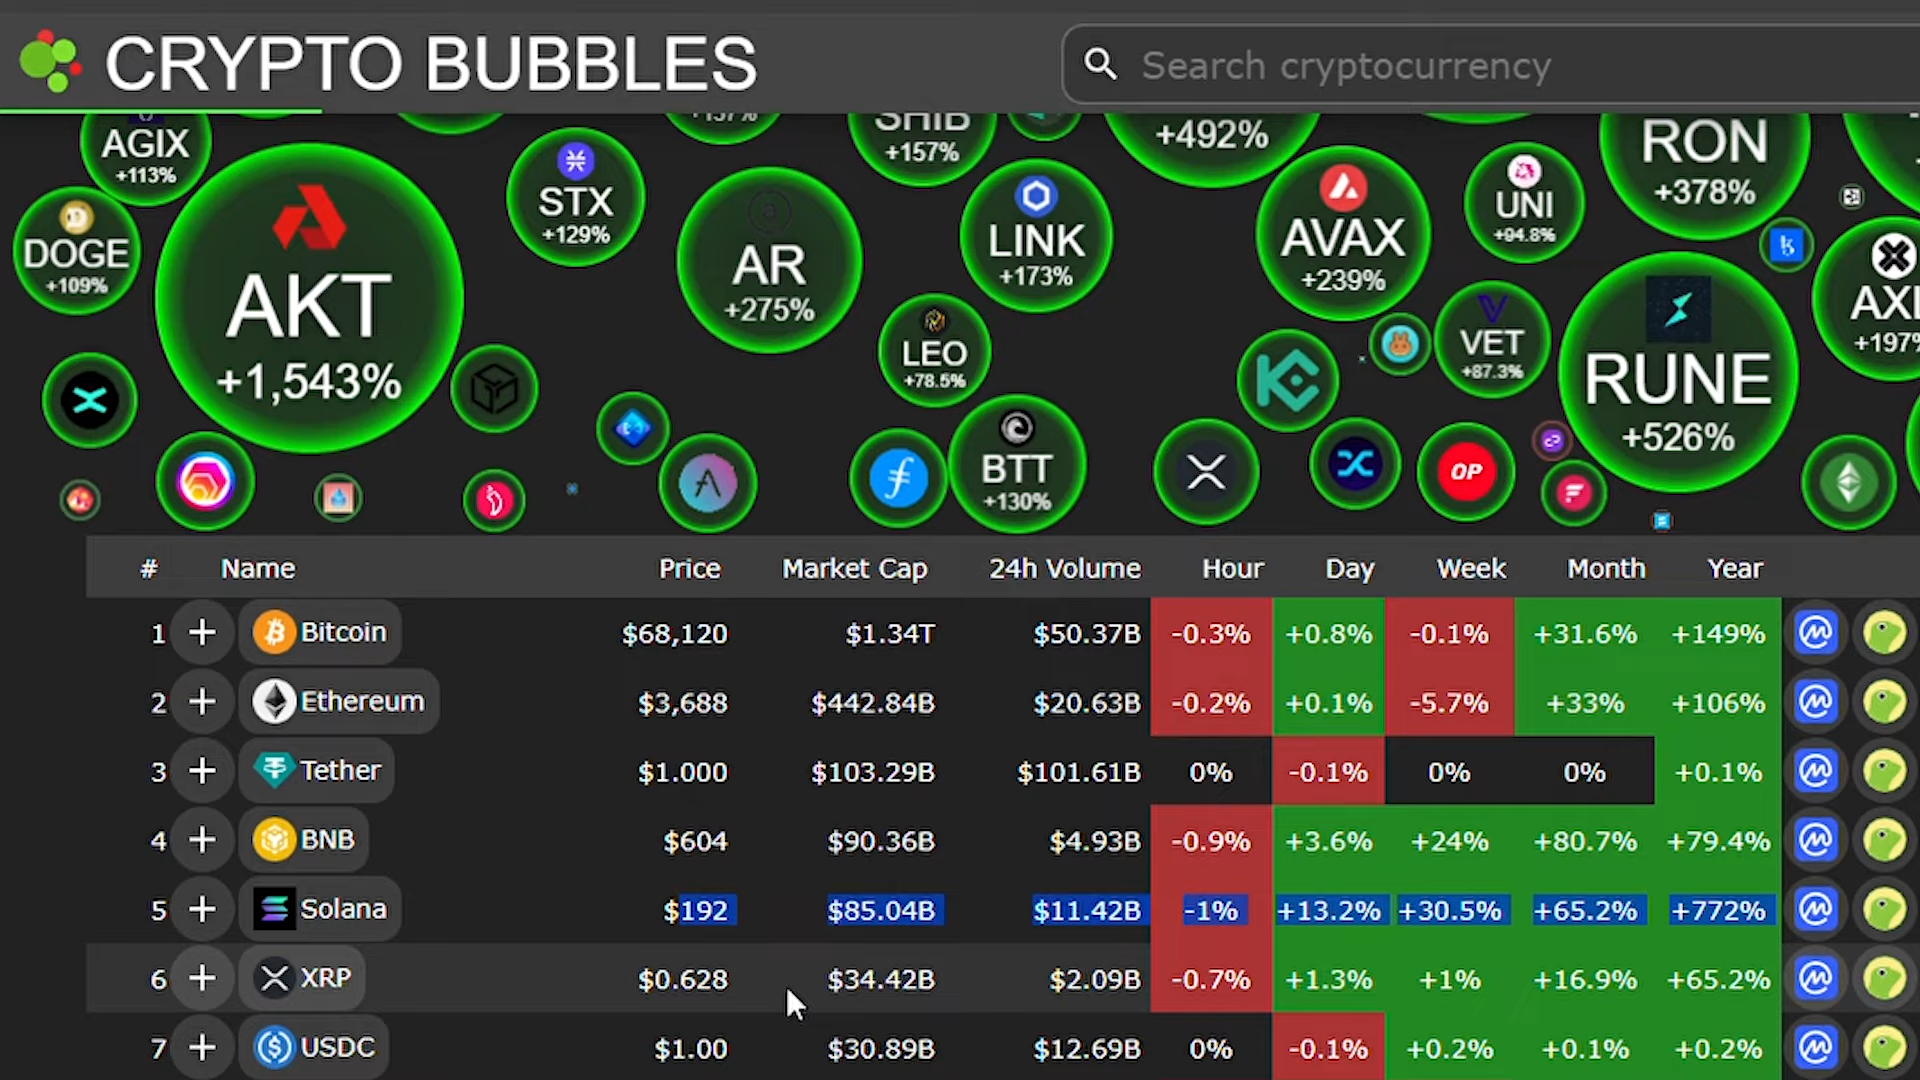 CRYPTO BUBBLES
Search cryptocurrency
AGIX
+113%
DOGE
+109%
AKT
+1,543%
STX
+129%
AR
+275%
SHIB
+157%
LINK
+173%
LEO
+78.5%
BTT
+130%
+492%
AVAX
+239%
UNI
+94.8%
VET
+87.3%
RON
+378%
RUNE
+526%
+197%
OP
# Name Price Market Cap 24h Volume Hour Day Week Month Year
1 + Bitcoin $68,120 $1.34T $50.37B -0.3% +0.8% -0.1% +31.6% +149%
2 + Ethereum $3,688 $442.84B $20.63B -0.2% +0.1% -5.7% +33% +106%
3 + Tether $1.000 $103.29B $101.61B 0% -0.1% 0% 0% +0.1%
4 + BNB $604 $90.36B $4.93B -0.9% +3.6% +24% +80.7% +79.4%
5 + Solana $192 $85.04B $11.42B -1% +13.2% +30.5% +65.2% +772%
6 + XRP $0.628 $34.42B $2.09B -0.7% +1.3% +1% +16.9% +65.2%
7 + USDC $1.00 $30.89B $12.69B 0% -0.1% +0.2% +0.1% +0.2%